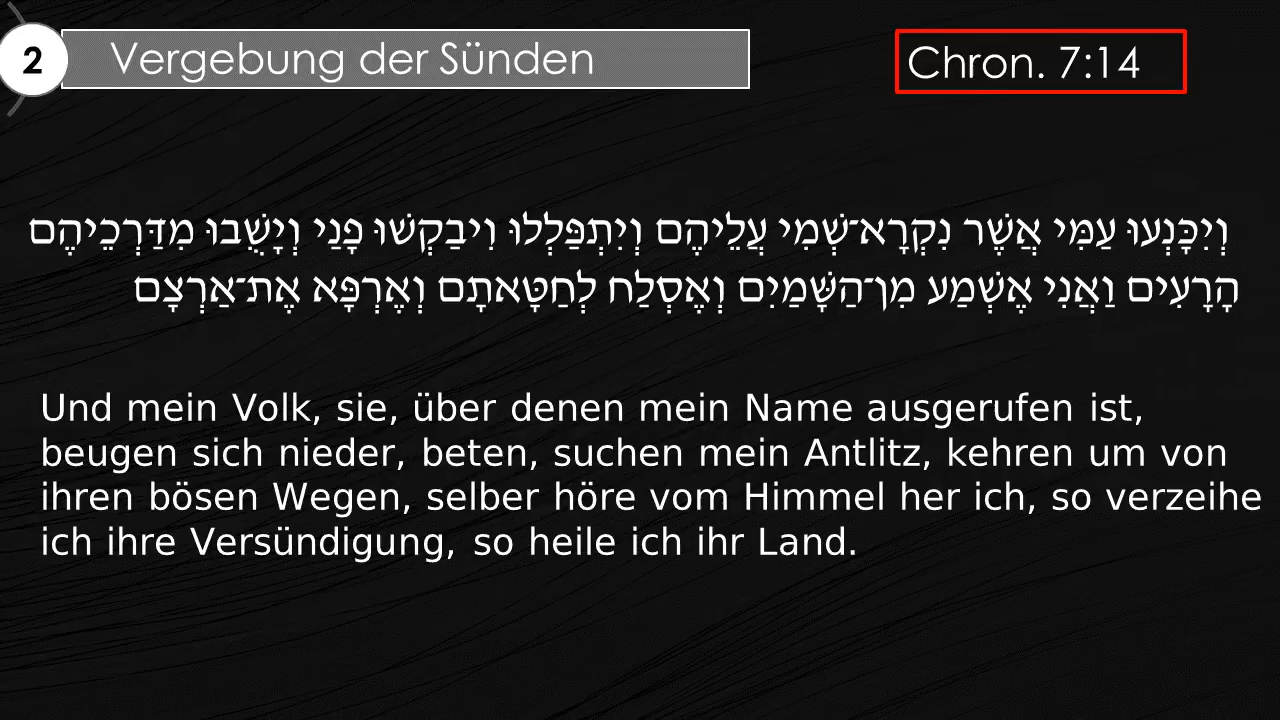 2
Vergebung der Sünden
Chron. 7:14
וְיִכָּנְעוּ עַמִּי אֲשֶׁר נִקְרָא־שְׁמִי עֲלֵיהֶם וְיִתְפַּלְלוּ וִיבַקְשׁוּ פָנַי וְיָשֻׁבוּ מִדַּרְכֵיהֶם
הָרָעִים וַאֲנִי אֶשְׁמַע מִן־הַשָּׁמַיִם וְאֶסְלַח לְחַטָּאתָם וְאֶרְפָּא אֶת־אַרְצָם
Und mein Volk, sie, über denen mein Name ausgerufen ist,
beugen sich nieder, beten, suchen mein Antlitz, kehren um von
ihren bösen Wegen, selber höre vom Himmel her ich, so verzeihe
ich ihre Versündigung, so heile ich ihr Land.